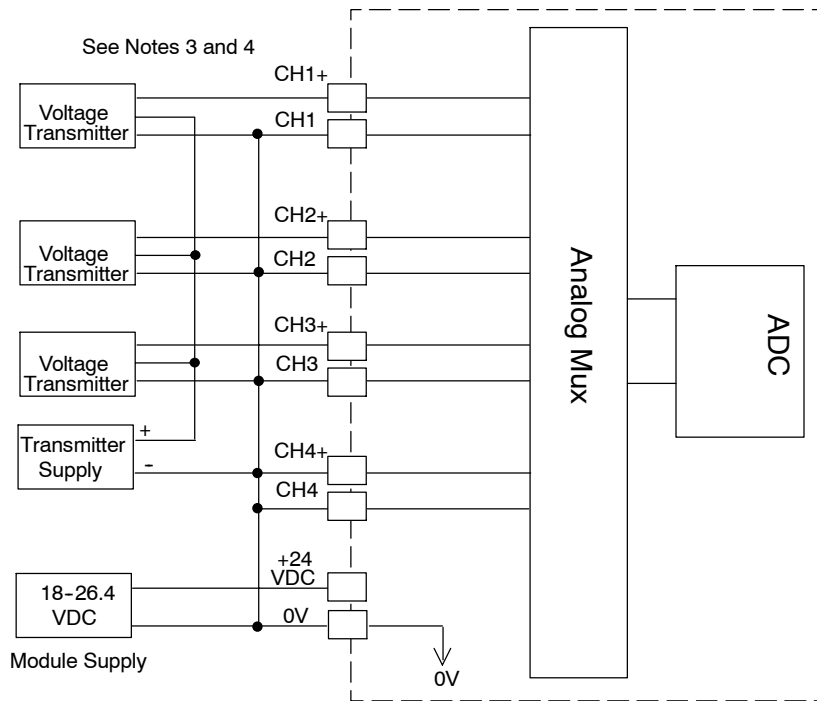 See Notes 3 and 4
CH1+
Voltage
Transmitter
CH1
CH2+
Voltage
Transmitter
CH2
CH3+
Voltage
Transmitter
CH3
Transmitter
Supply
+
-
CH4+
CH4
+24
VDC
18-26.4
VDC
0V
Module Supply
0V
Analog Mux
ADC